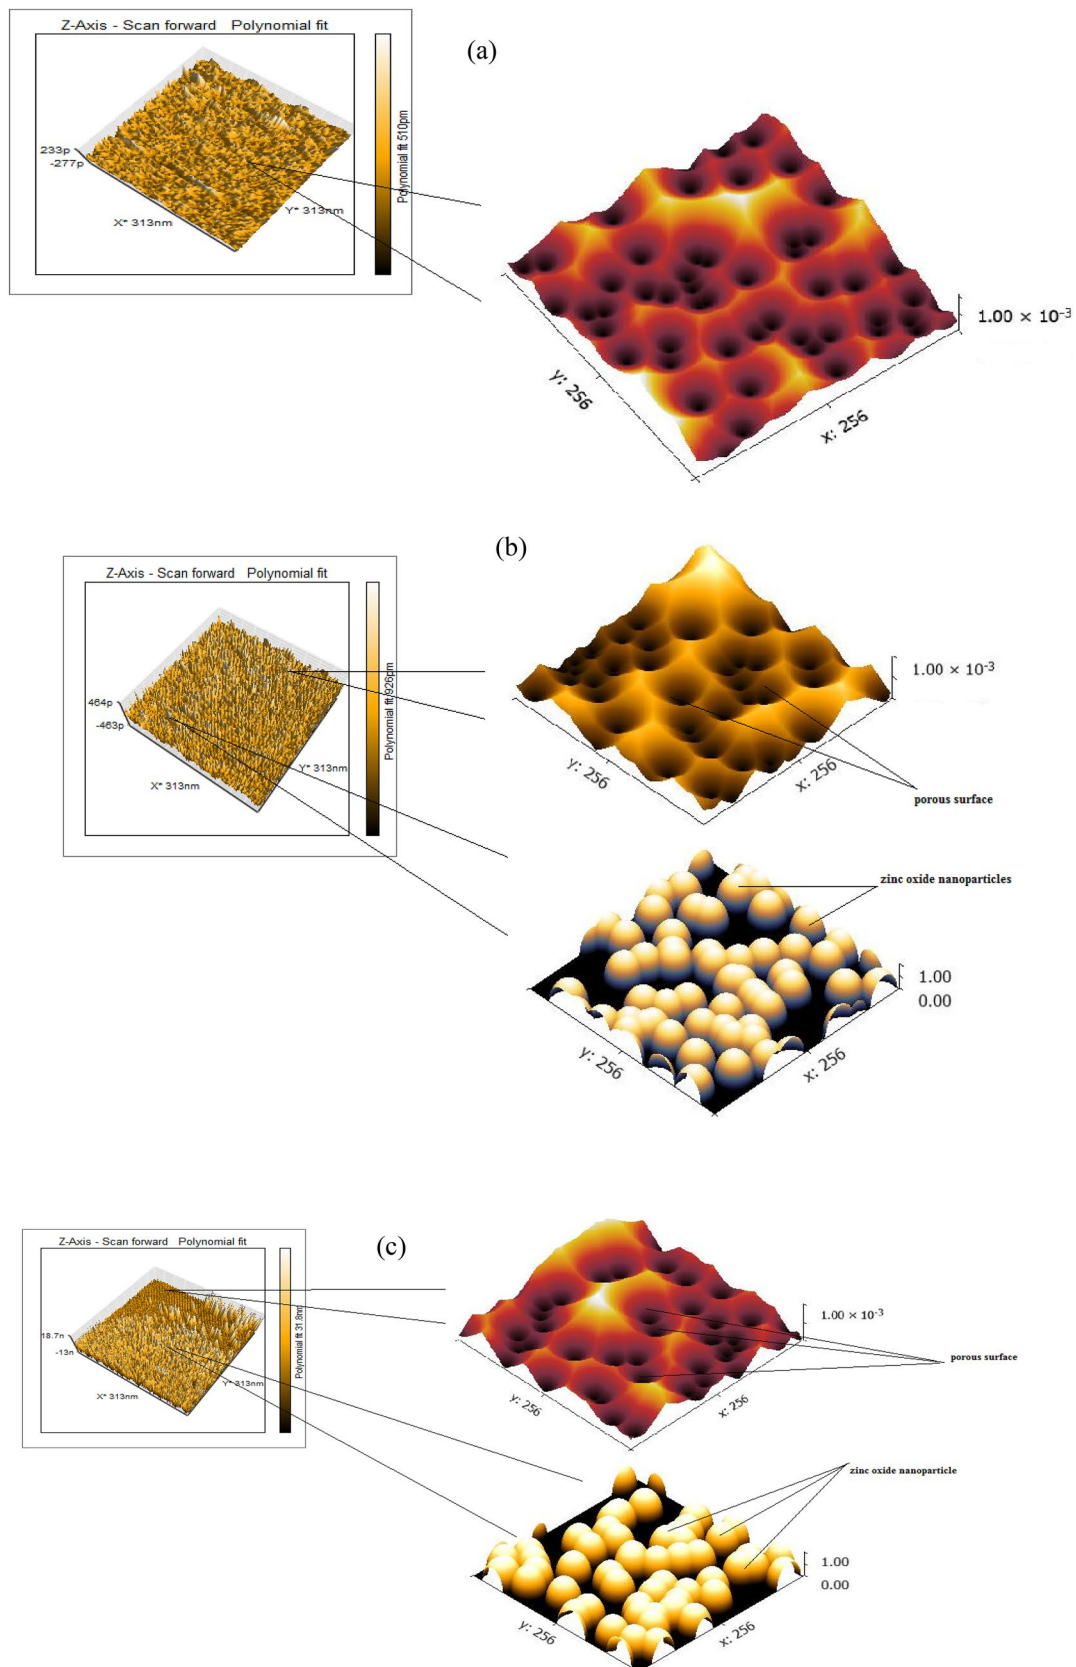 Z-Axis - Scan forward Polynomial fit
(a)
233p
-277p
X* 313nm
Y* 313nm
Polynomial fit 510pm
1.00 × 10⁻³
y: 256
x: 256
(b)
Z-Axis - Scan forward Polynomial fit
464p
-463p
X* 313nm
Y* 313nm
Polynomial fit 926pm
1.00 × 10⁻³
y: 256
x: 256
porous surface
zinc oxide nanoparticles
1.00
0.00
y: 256
x: 256
(c)
Z-Axis - Scan forward Polynomial fit
18.7n
-13n
X* 313nm
Y* 313nm
Polynomial fit 31.8nm
1.00 × 10⁻³
porous surface
y: 256
x: 256
zinc oxide nanoparticle
1.00
0.00
y: 256
x: 256